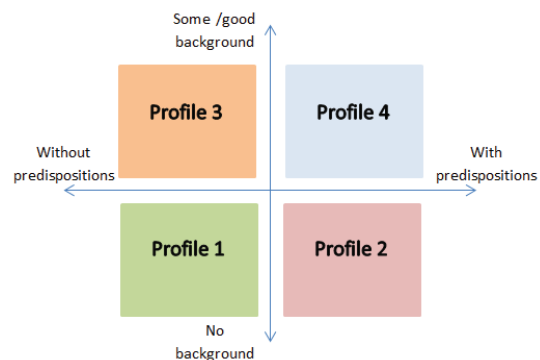 Some /good
background
Profile 3
Profile 4
Without
predispositions
With
predispositions
Profile 1
Profile 2
No
background